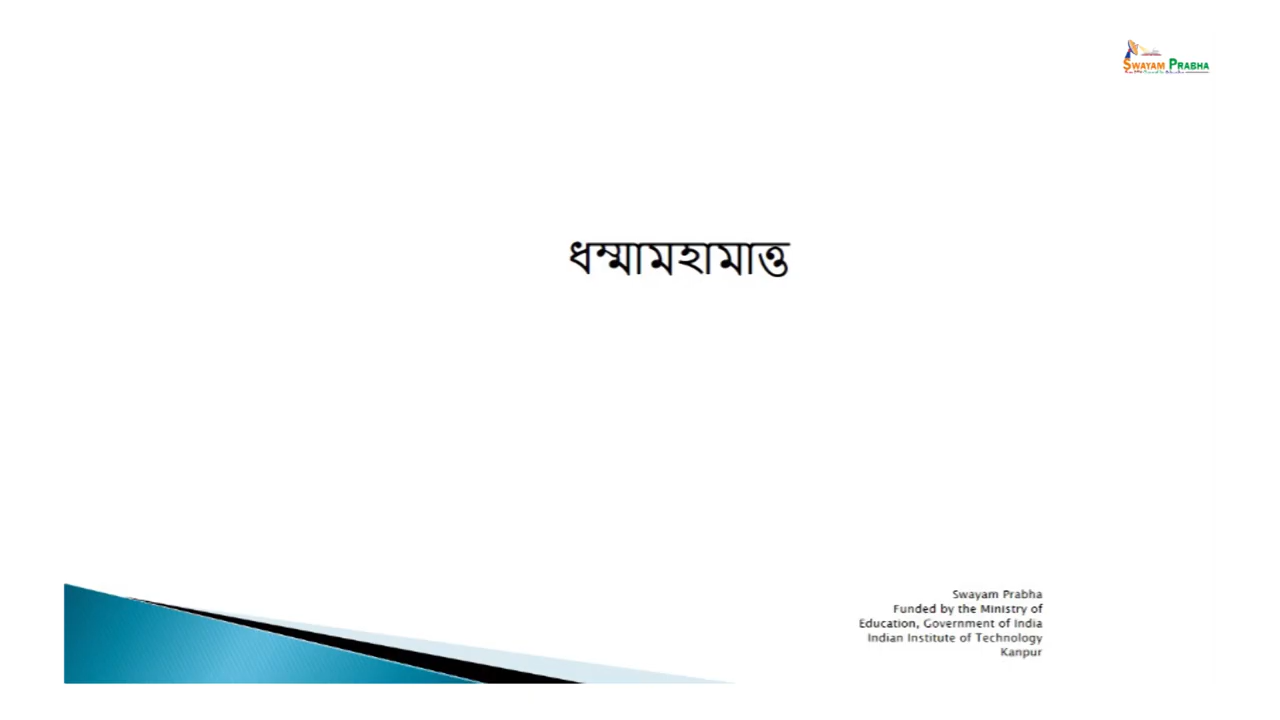 SWAYAM PRABHA
ধম্মামহামাত্ত
Swayam Prabha
Funded by the Ministry of
Education, Government of India
Indian Institute of Technology
Kanpur